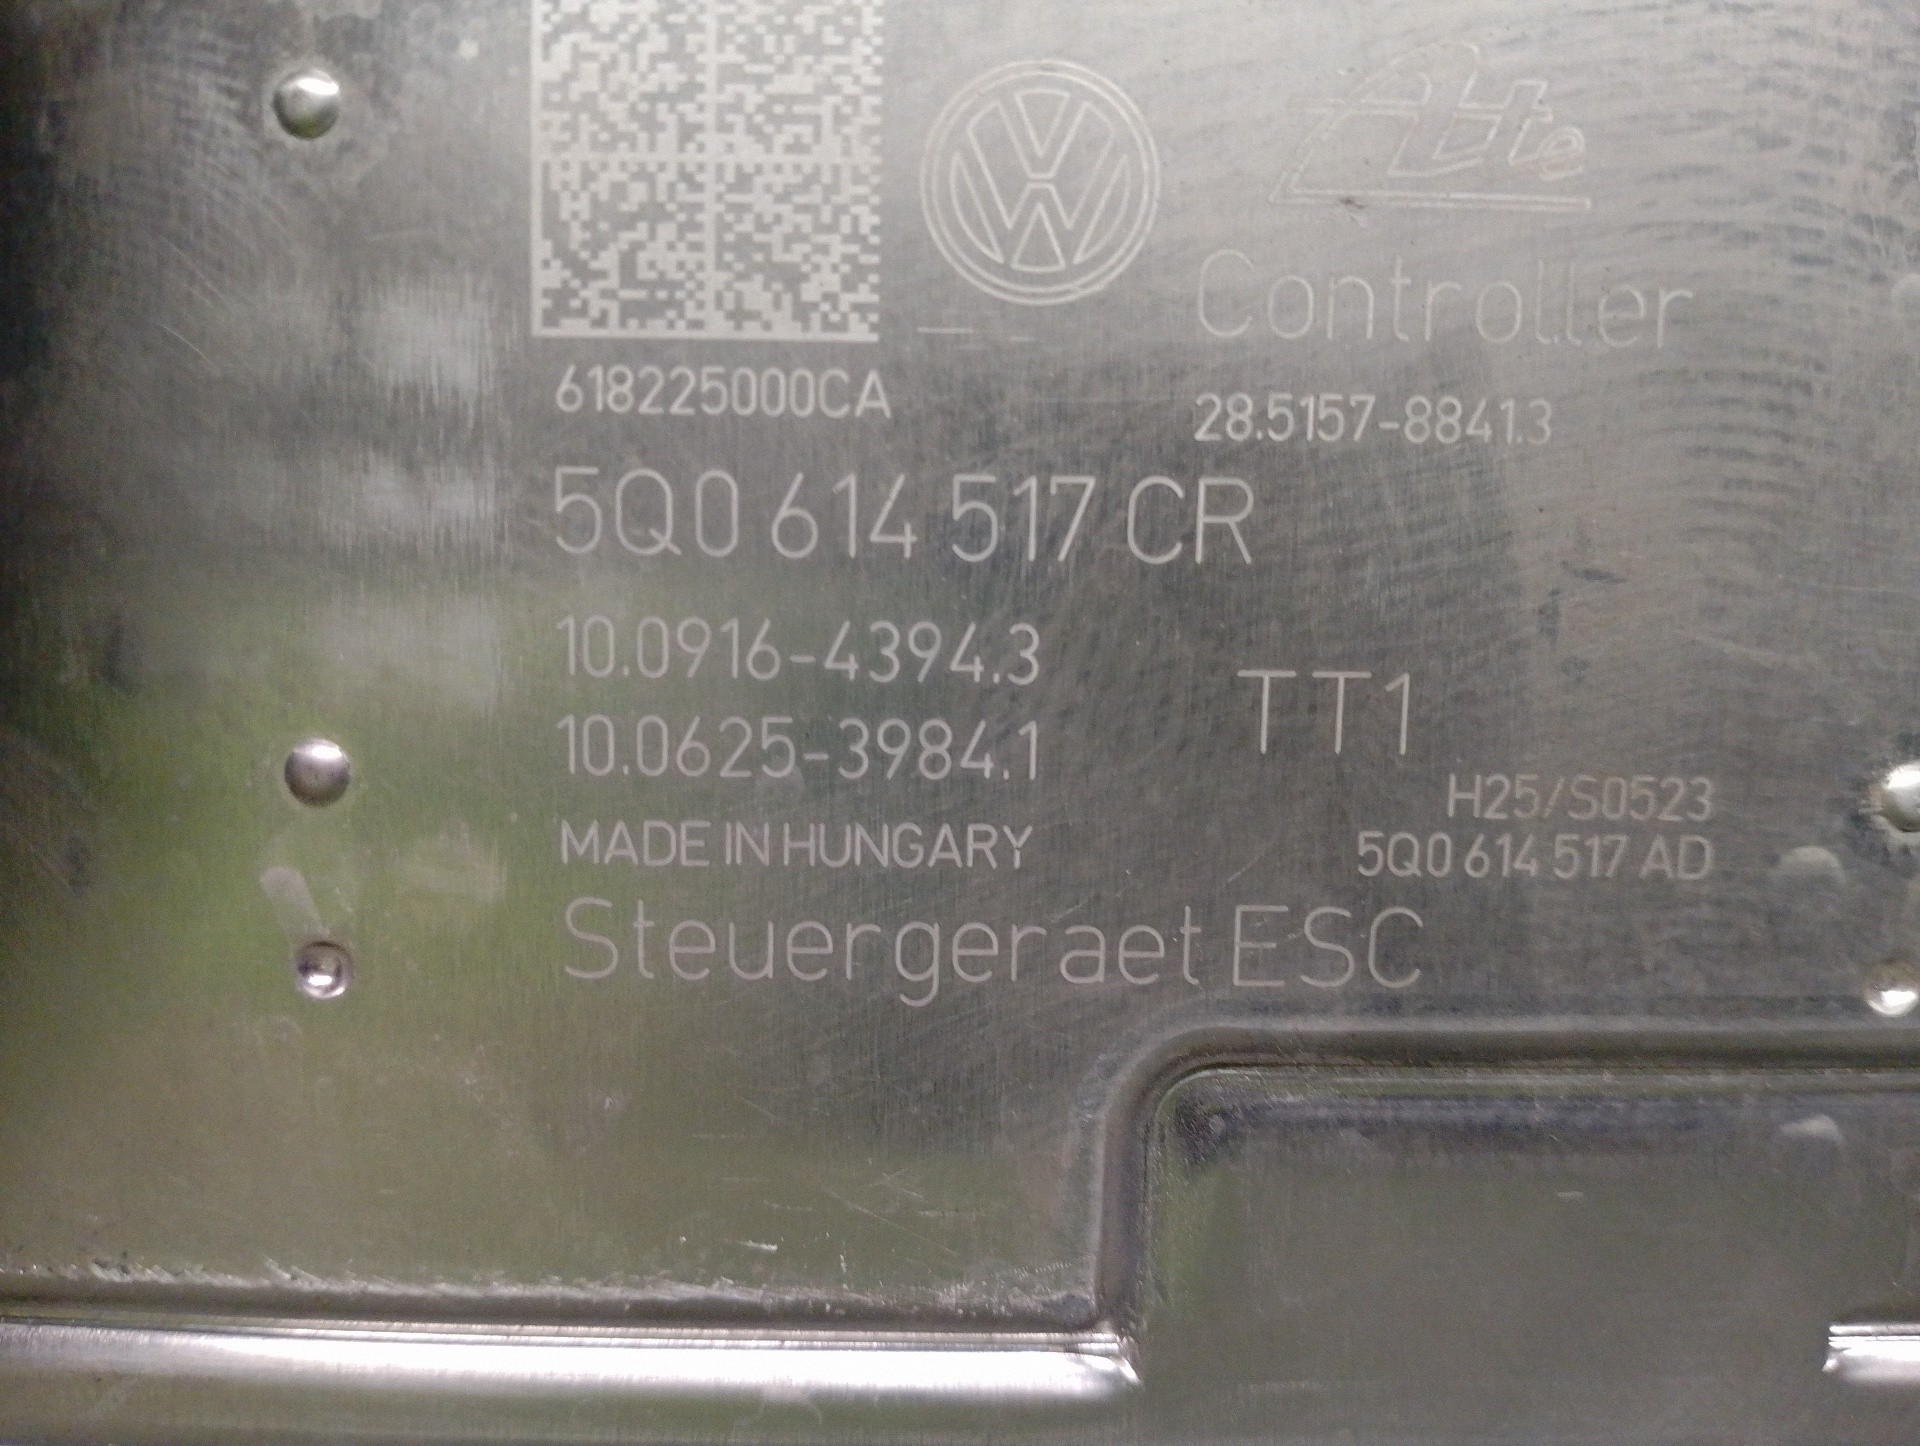 Ate
Controller
618225000CA
28.5157-8841.3
5Q0 614 517 CR
10.0916-4394.3
TT1
10.0625-3984.1
H25/S0523
MADE IN HUNGARY
5Q0 614 517 AD
Steuergeraet ESC